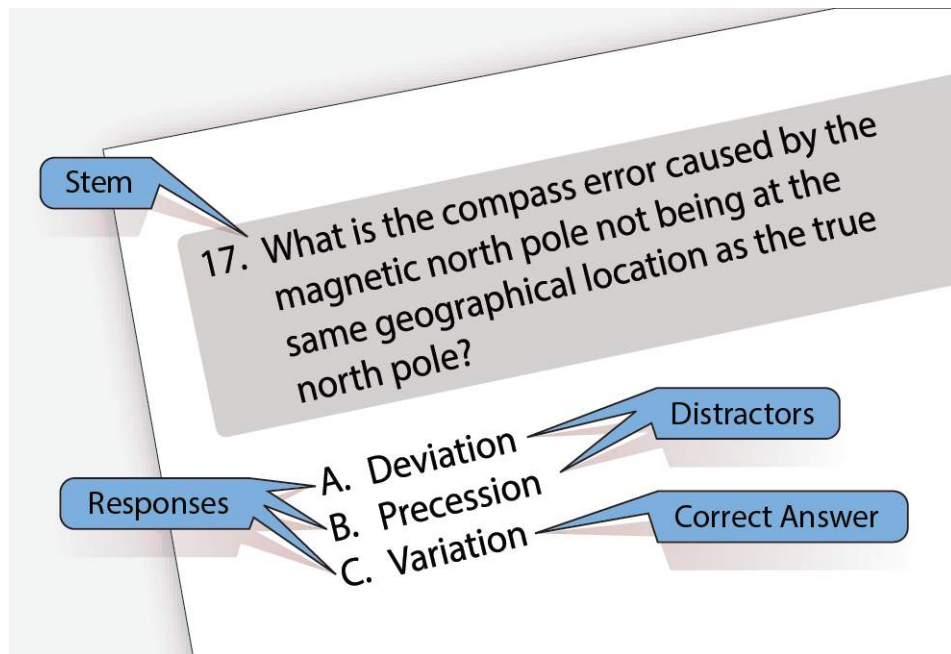 Stem
17. What is the compass error caused by the
magnetic north pole not being at the
same geographical location as the true
north pole?
Distractors
A. Deviation
Responses
B. Precession
Correct Answer
C. Variation